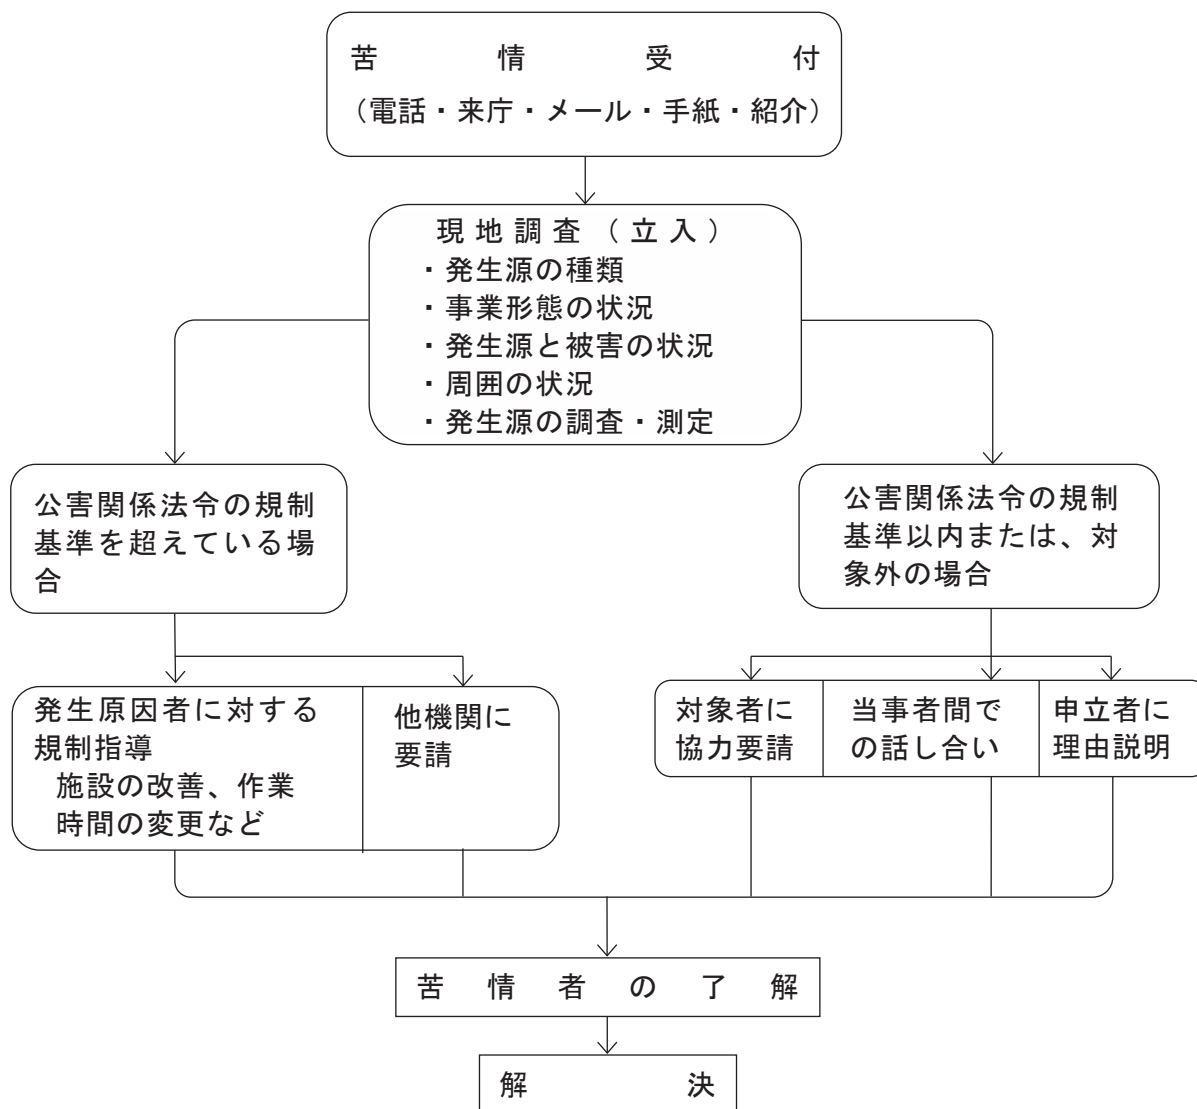 苦情受付
（電話・来庁・メール・手紙・紹介）
現地調査（立入）
・発生源の種類
・事業形態の状況
・発生源と被害の状況
・周囲の状況
・発生源の調査・測定
公害関係法令の規制
基準を超えている場
合
公害関係法令の規制
基準以内または、対
象外の場合
発生原因者に対する
規制指導
施設の改善、作業
時間の変更など
他機関に
要請
対象者に
協力要請
当事者間で
の話し合い
申立者に
理由説明
苦情者の了解
解決